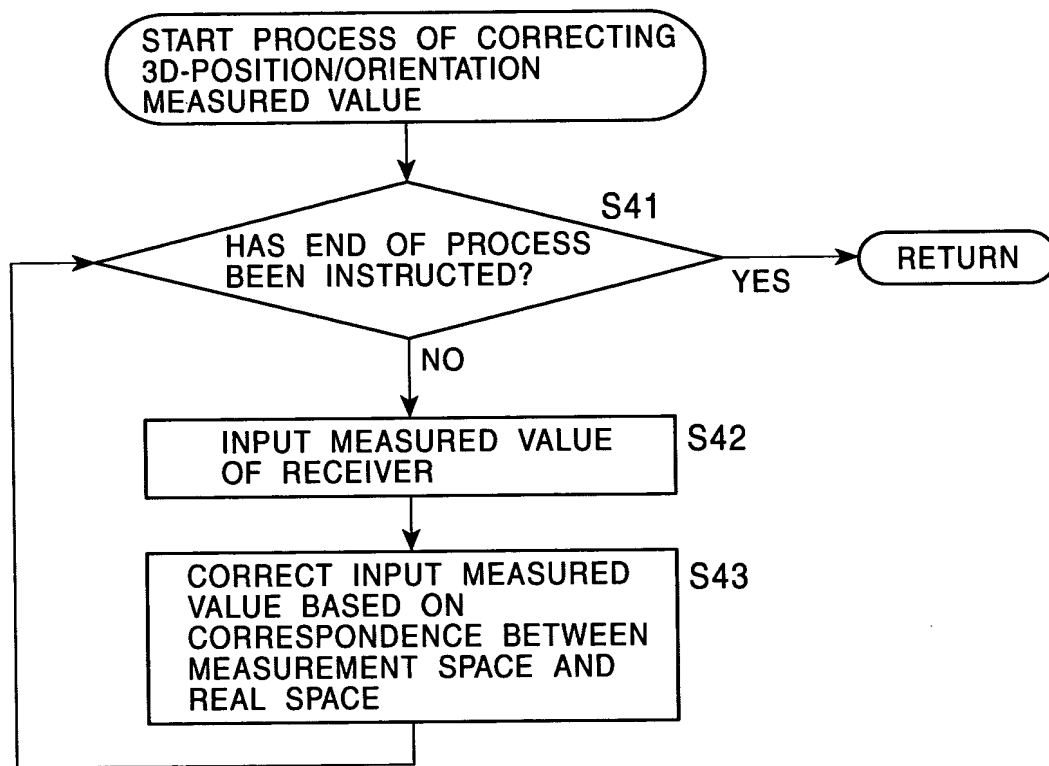 START PROCESS OF CORRECTING
3D-POSITION/ORIENTATION
MEASURED VALUE
S41
HAS END OF PROCESS
BEEN INSTRUCTED?
YES
RETURN
NO
INPUT MEASURED VALUE
OF RECEIVER
S42
CORRECT INPUT MEASURED
VALUE BASED ON
CORRESPONDENCE BETWEEN
MEASUREMENT SPACE AND
REAL SPACE
S43